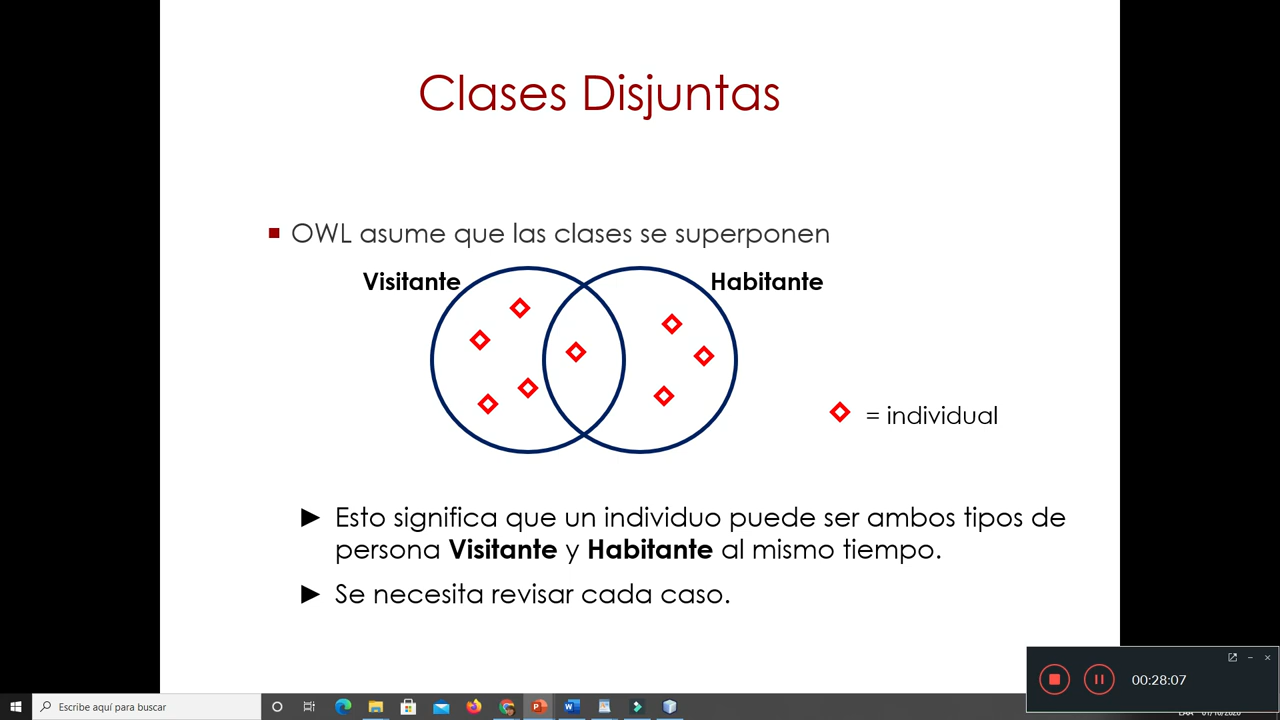 Clases Disjuntas
OWL asume que las clases se superponen
Visitante
Habitante
= individual
Esto significa que un individuo puede ser ambos tipos de
persona Visitante y Habitante al mismo tiempo.
Se necesita revisar cada caso.
00:28:07
Escribe aquí para buscar